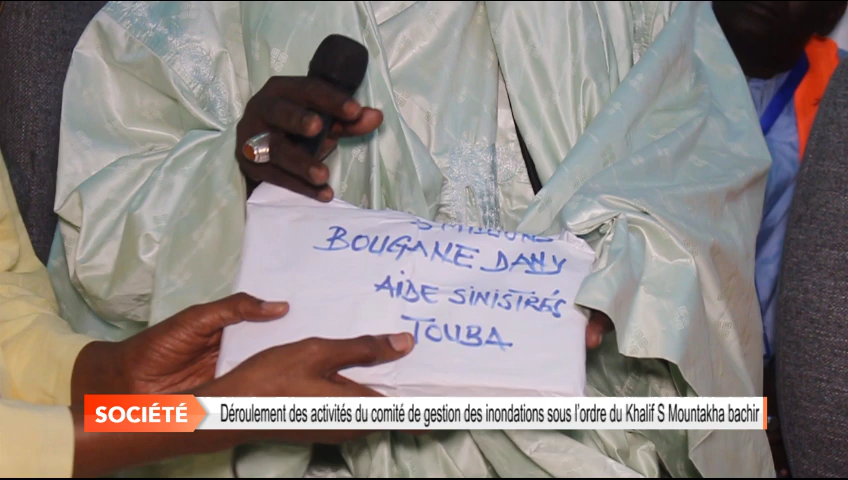 BOUGANE DANY
AIDE SINISTRÉS
TOUBA
SOCIÉTÉ
Déroulement des activités du comité de gestion des inondations sous l'ordre du Khalif S Mountakha bachir